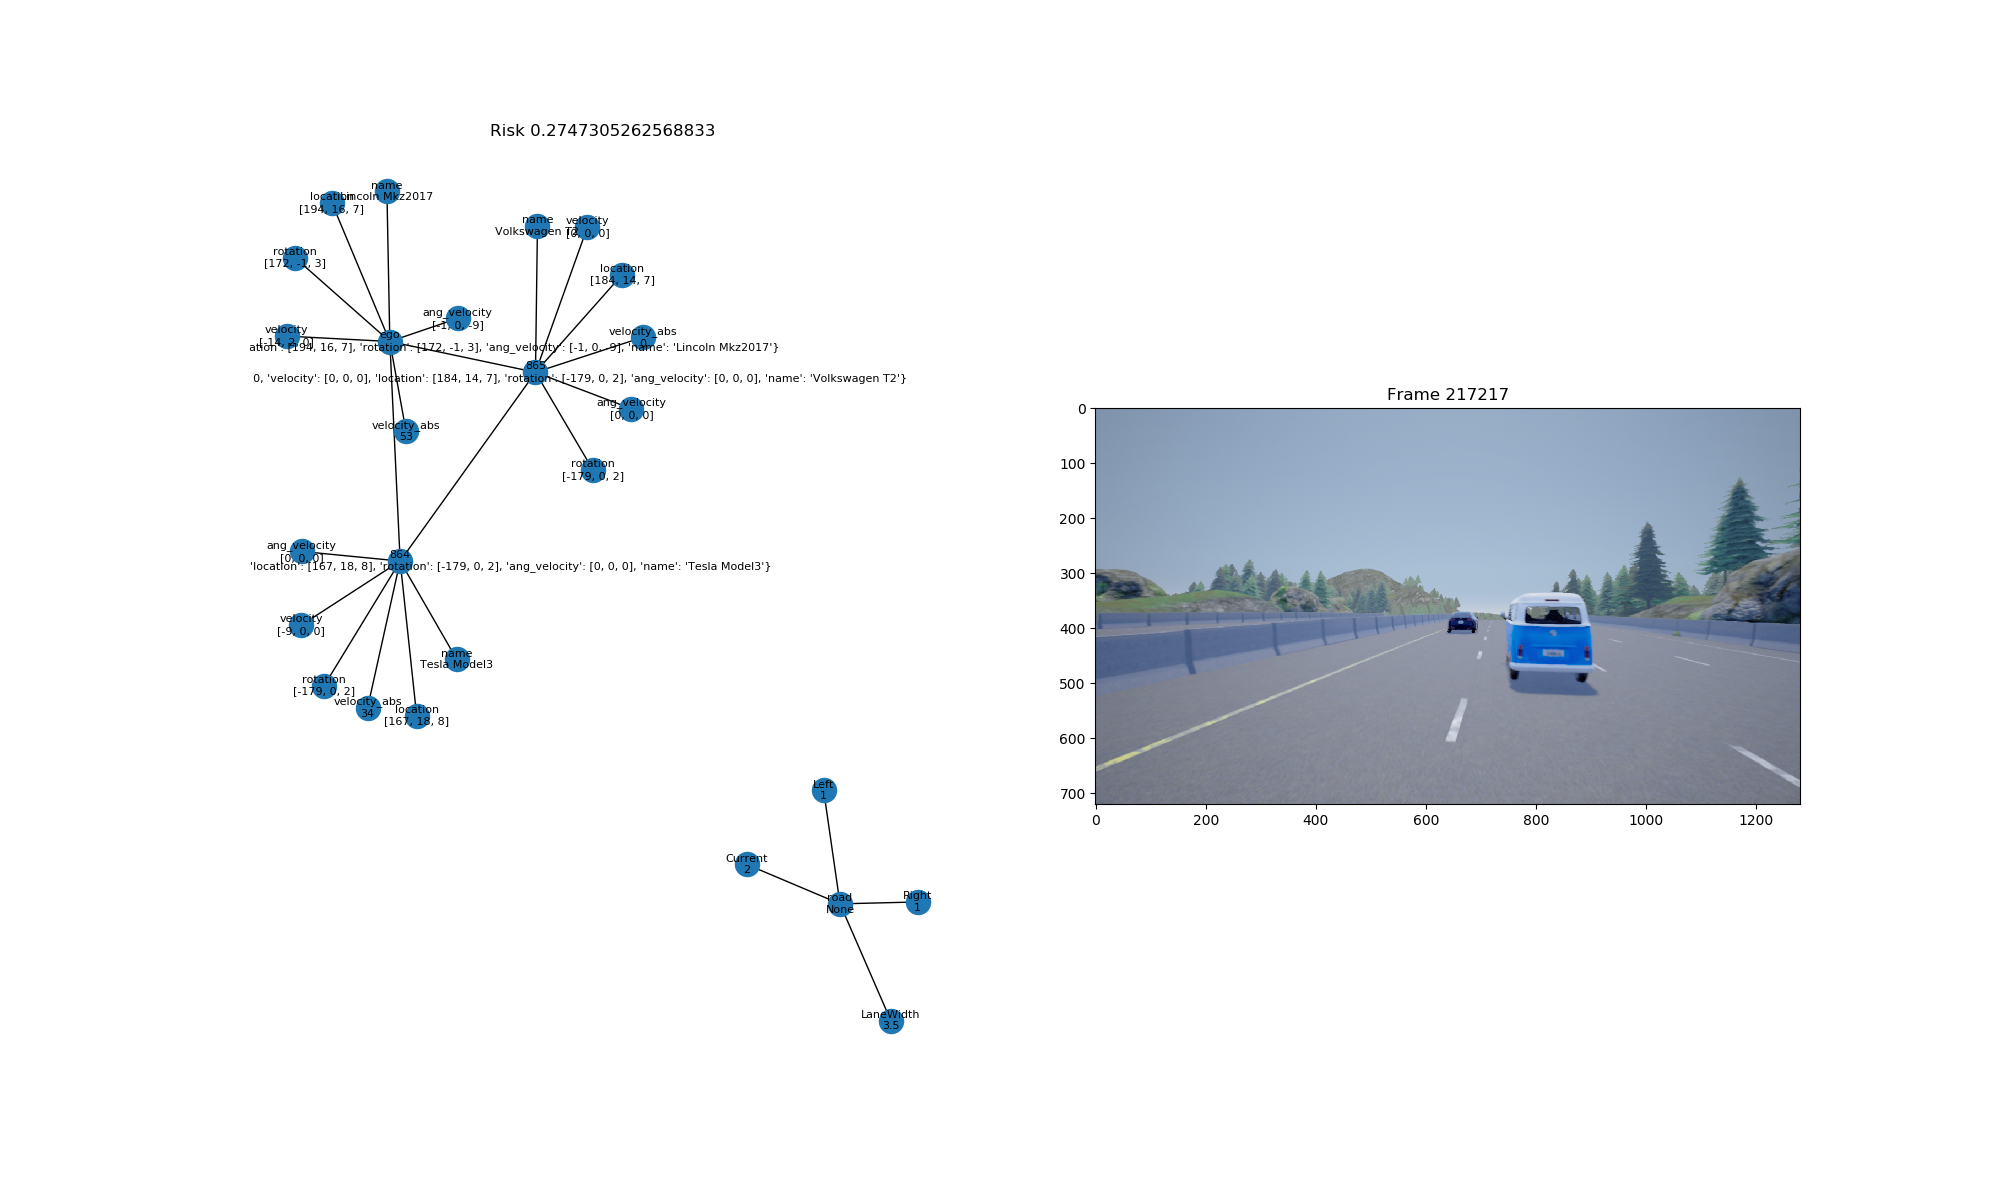 Risk 0.2747305262568833
name
Lincoln Mkz2017
location
[194, 16, 7]
rotation
[172, -1, 3]
velocity
[-14, 2, 0]
ang_velocity
[-1, 0, -9]
ego
ation': [194, 16, 7], 'rotation': [172, -1, 3], 'ang_velocity': [-1, 0, -9], 'name': 'Lincoln Mkz2017'}
velocity_abs
53
name
Volkswagen T2
velocity
[0, 0, 0]
location
[184, 14, 7]
velocity_abs
0
865
0, 'velocity': [0, 0, 0], 'location': [184, 14, 7], 'rotation': [-179, 0, 2], 'ang_velocity': [0, 0, 0], 'name': 'Volkswagen T2'}
ang_velocity
[0, 0, 0]
rotation
[-179, 0, 2]
864
'location': [167, 18, 8], 'rotation': [-179, 0, 2], 'ang_velocity': [0, 0, 0], 'name': 'Tesla Model3'}
ang_velocity
[0, 0, 0]
velocity
[-9, 0, 0]
rotation
[-179, 0, 2]
velocity_abs
34
location
[167, 18, 8]
name
Tesla Model3
Left
1
Current
2
road
None
Right
1
LaneWidth
3.5
Frame 217217
0
100
200
300
400
500
600
700
0
200
400
600
800
1000
1200